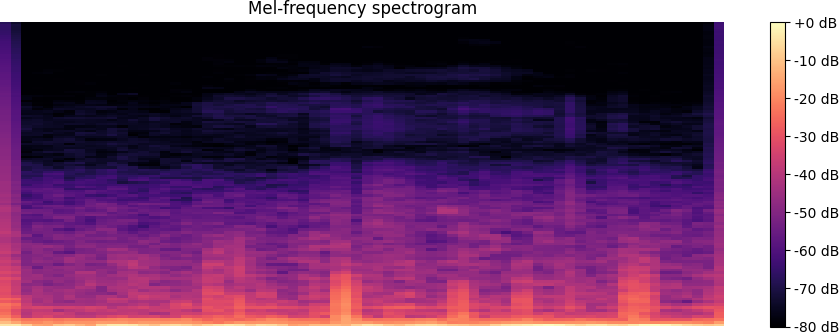 Mel-frequency spectrogram
+0 dB
-10 dB
-20 dB
-30 dB
-40 dB
-50 dB
-60 dB
-70 dB
-80 dB